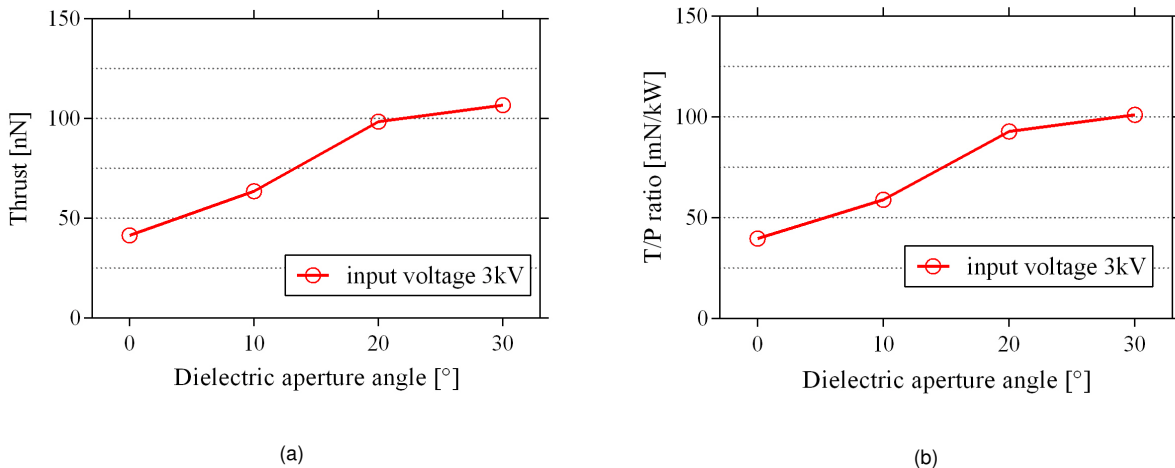 150
100
50
0
Thrust [nN]
input voltage 3kV
0 10 20 30
Dielectric aperture angle [°]
(a)
150
100
50
0
T/P ratio [mN/kW]
input voltage 3kV
0 10 20 30
Dielectric aperture angle [°]
(b)